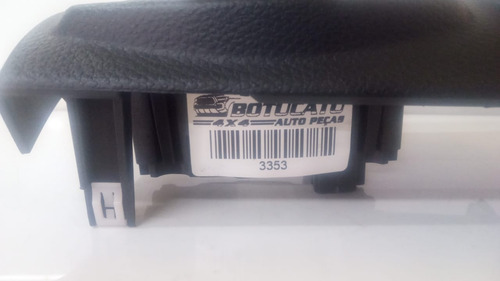 BOTUCATU
4X4 AUTO PEÇAS
3353
H